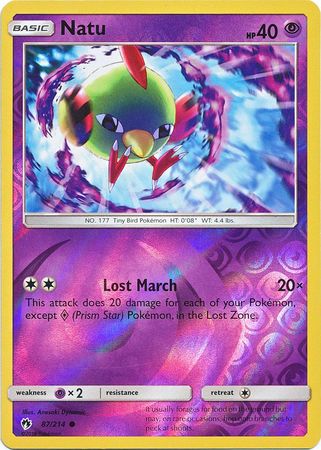 BASIC Natu HP40
NO. 177 Tiny Bird Pokémon HT: 0'08" WT: 4.4 lbs.
Lost March 20×
This attack does 20 damage for each of your Pokémon,
except (Prism Star) Pokémon, in the Lost Zone.
weakness ×2 resistance retreat
Illus. Anesaki Dynamic
87/214
©2018 Pokémon
It usually forages for food on the ground but
may, on rare occasions, hop onto branches to
peck at shoots.